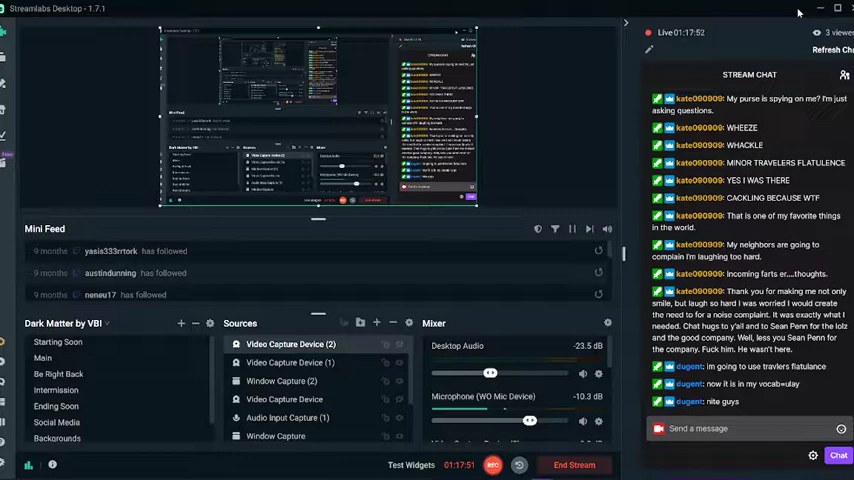 Streamlabs Desktop - 1.7.1
Live 01:17:52
3 viewer
Refresh Cha
STREAM CHAT
kate090909: My purse is spying on me? I'm just
asking questions.
kate090909: WHEEZE
kate090909: WHACKLE
kate090909: MINOR TRAVELERS FLATULENCE
kate090909: YES I WAS THERE
kate090909: CACKLING BECAUSE WTF
kate090909: That is one of my favorite things
in the world.
kate090909: My neighbors are going to
complain I'm laughing too hard.
kate090909: Incoming farts er....thoughts.
kate090909: Thank you for making me not only
smile, but laugh so hard I was worried I would create
the need for a noise complaint. It was exactly what I
needed. Chat hugs to y'all and to Sean Penn for the lolz
and the good company. Well, less you Sean Penn for
the company. Fuck him. He wasn't here.
dugent: im going to use travlers flatulance
dugent: now it is in my vocab=ulay
dugent: nite guys
Send a message
Chat
Mini Feed
9 months yasis333rrtork has followed
9 months austindunning has followed
9 months neneu17 has followed
Dark Matter by VBI
Starting Soon
Main
Be Right Back
Intermission
Ending Soon
Social Media
Backgrounds
Sources
Video Capture Device (2)
Video Capture Device (1)
Window Capture (2)
Video Capture Device
Audio Input Capture (1)
Window Capture
Mixer
Desktop Audio -23.5 dB
Microphone (WO Mic Device) -10.3 dB
Test Widgets 01:17:51 REC End Stream